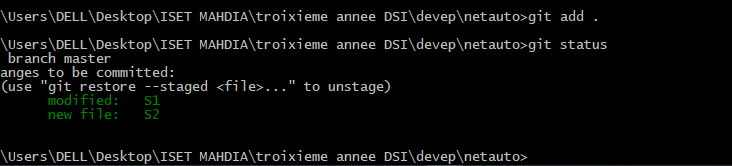 \Users\DELL\Desktop\ISET MAHDIA\troixieme annee DSI\devep\netauto>git add .
\Users\DELL\Desktop\ISET MAHDIA\troixieme annee DSI\devep\netauto>git status
branch master
anges to be committed:
(use "git restore --staged <file>..." to unstage)
modified:   S1
new file:   S2
\Users\DELL\Desktop\ISET MAHDIA\troixieme annee DSI\devep\netauto>